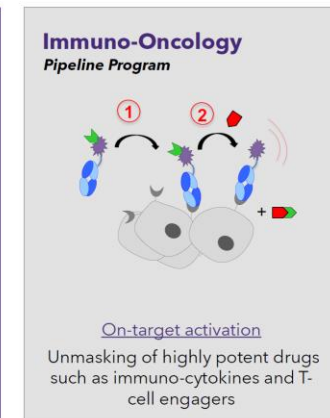 Immuno-Oncology
Pipeline Program
1
2
+
On-target activation
Unmasking of highly potent drugs
such as immuno-cytokines and T-
cell engagers